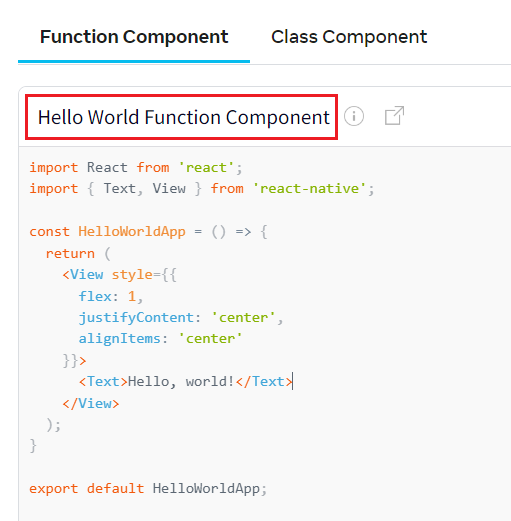 Function Component Class Component
Hello World Function Component
import React from 'react';
import { Text, View } from 'react-native';
const HelloWorldApp = () => {
return (
<View style={{
flex: 1,
justifyContent: 'center',
alignItems: 'center'
}}>
<Text>Hello, world!</Text>
</View>
);
}
export default HelloWorldApp;